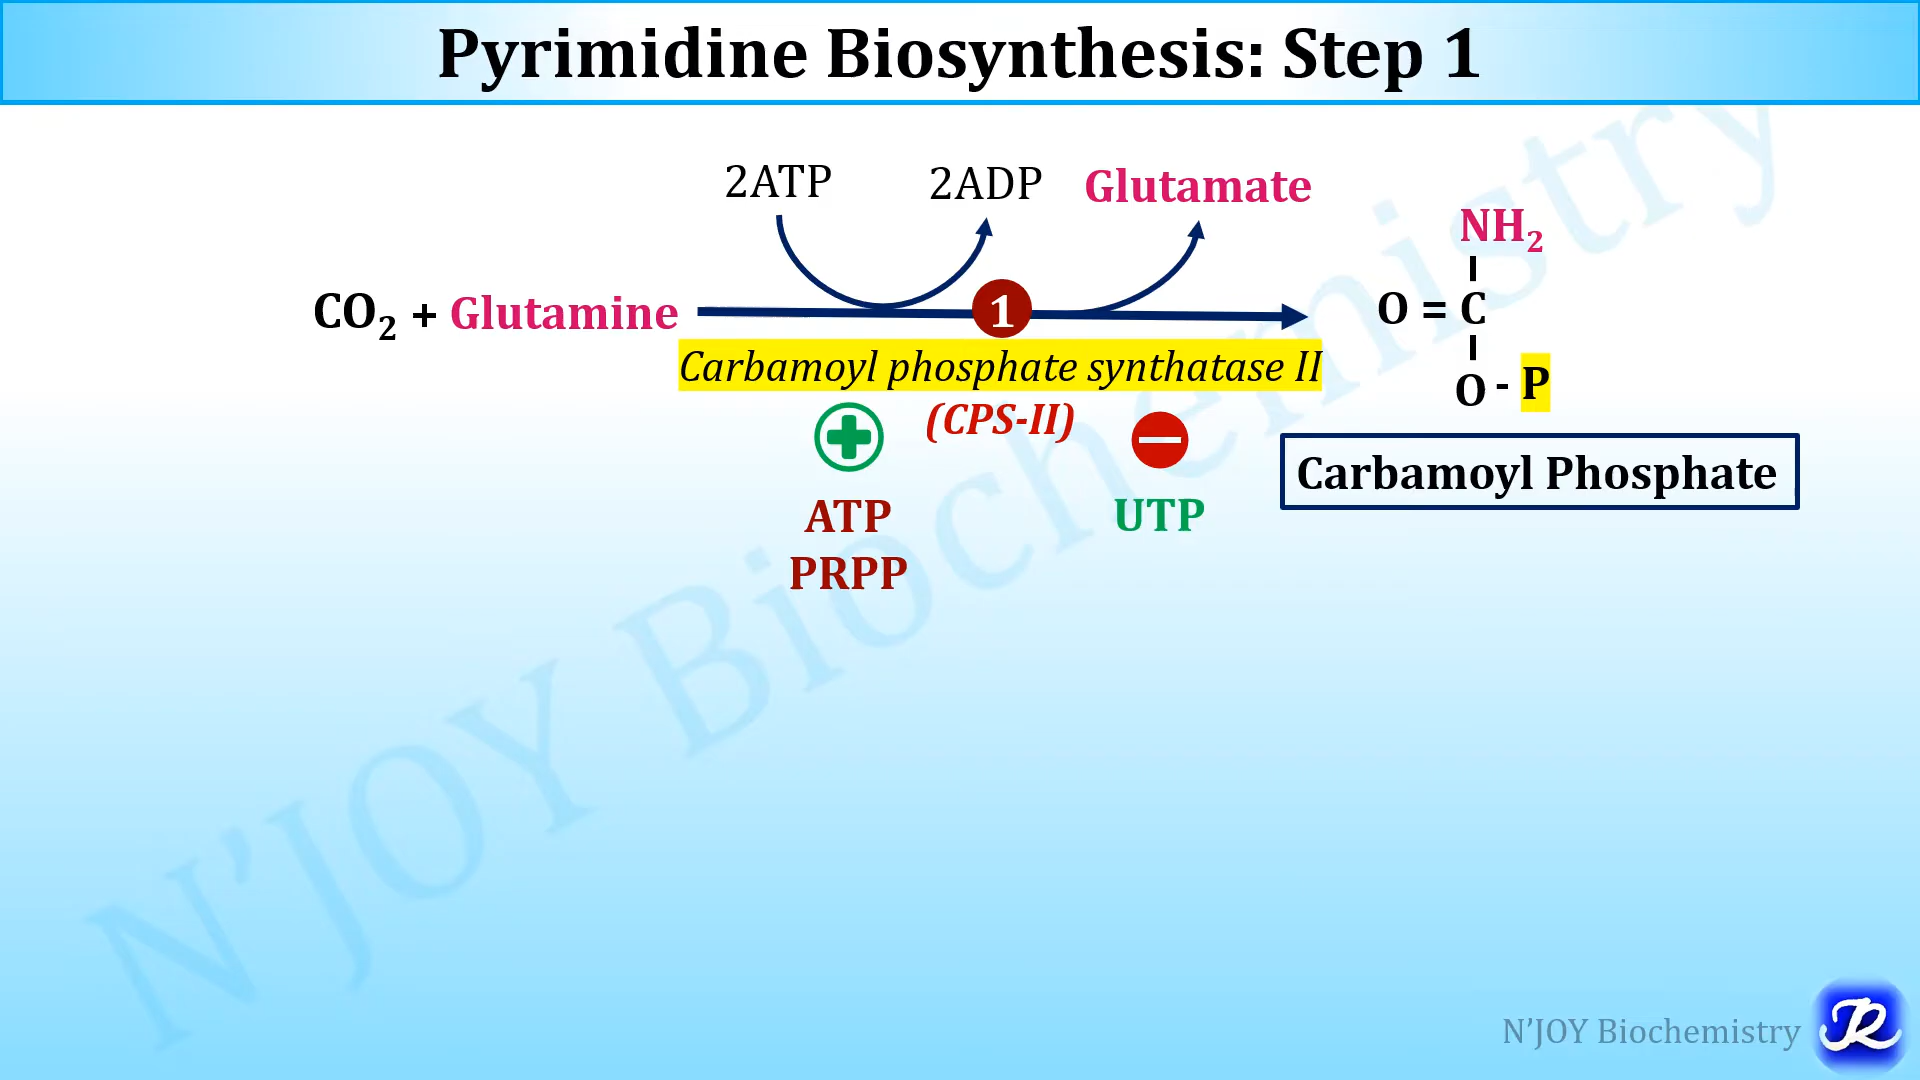 Pyrimidine Biosynthesis: Step 1
2ATP 2ADP Glutamate
NH₂
CO₂ + Glutamine 1 O = C
Carbamoyl phosphate synthatase II
O - P
(CPS-II)
Carbamoyl Phosphate
ATP UTP
PRPP
N'JOY Biochemistry
N'JOY Biochemistry